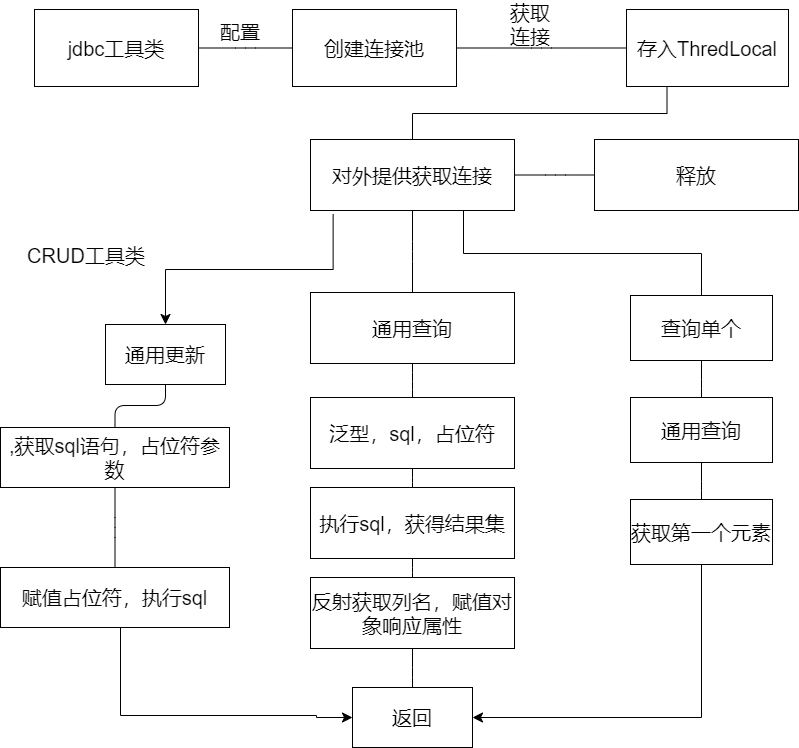 jdbc工具类
配置
创建连接池
获取
连接
存入ThredLocal
对外提供获取连接
释放
CRUD工具类
通用更新
通用查询
查询单个
,获取sql语句，占位符参
数
泛型，sql，占位符
通用查询
执行sql，获得结果集
获取第一个元素
赋值占位符，执行sql
反射获取列名，赋值对
象响应属性
返回